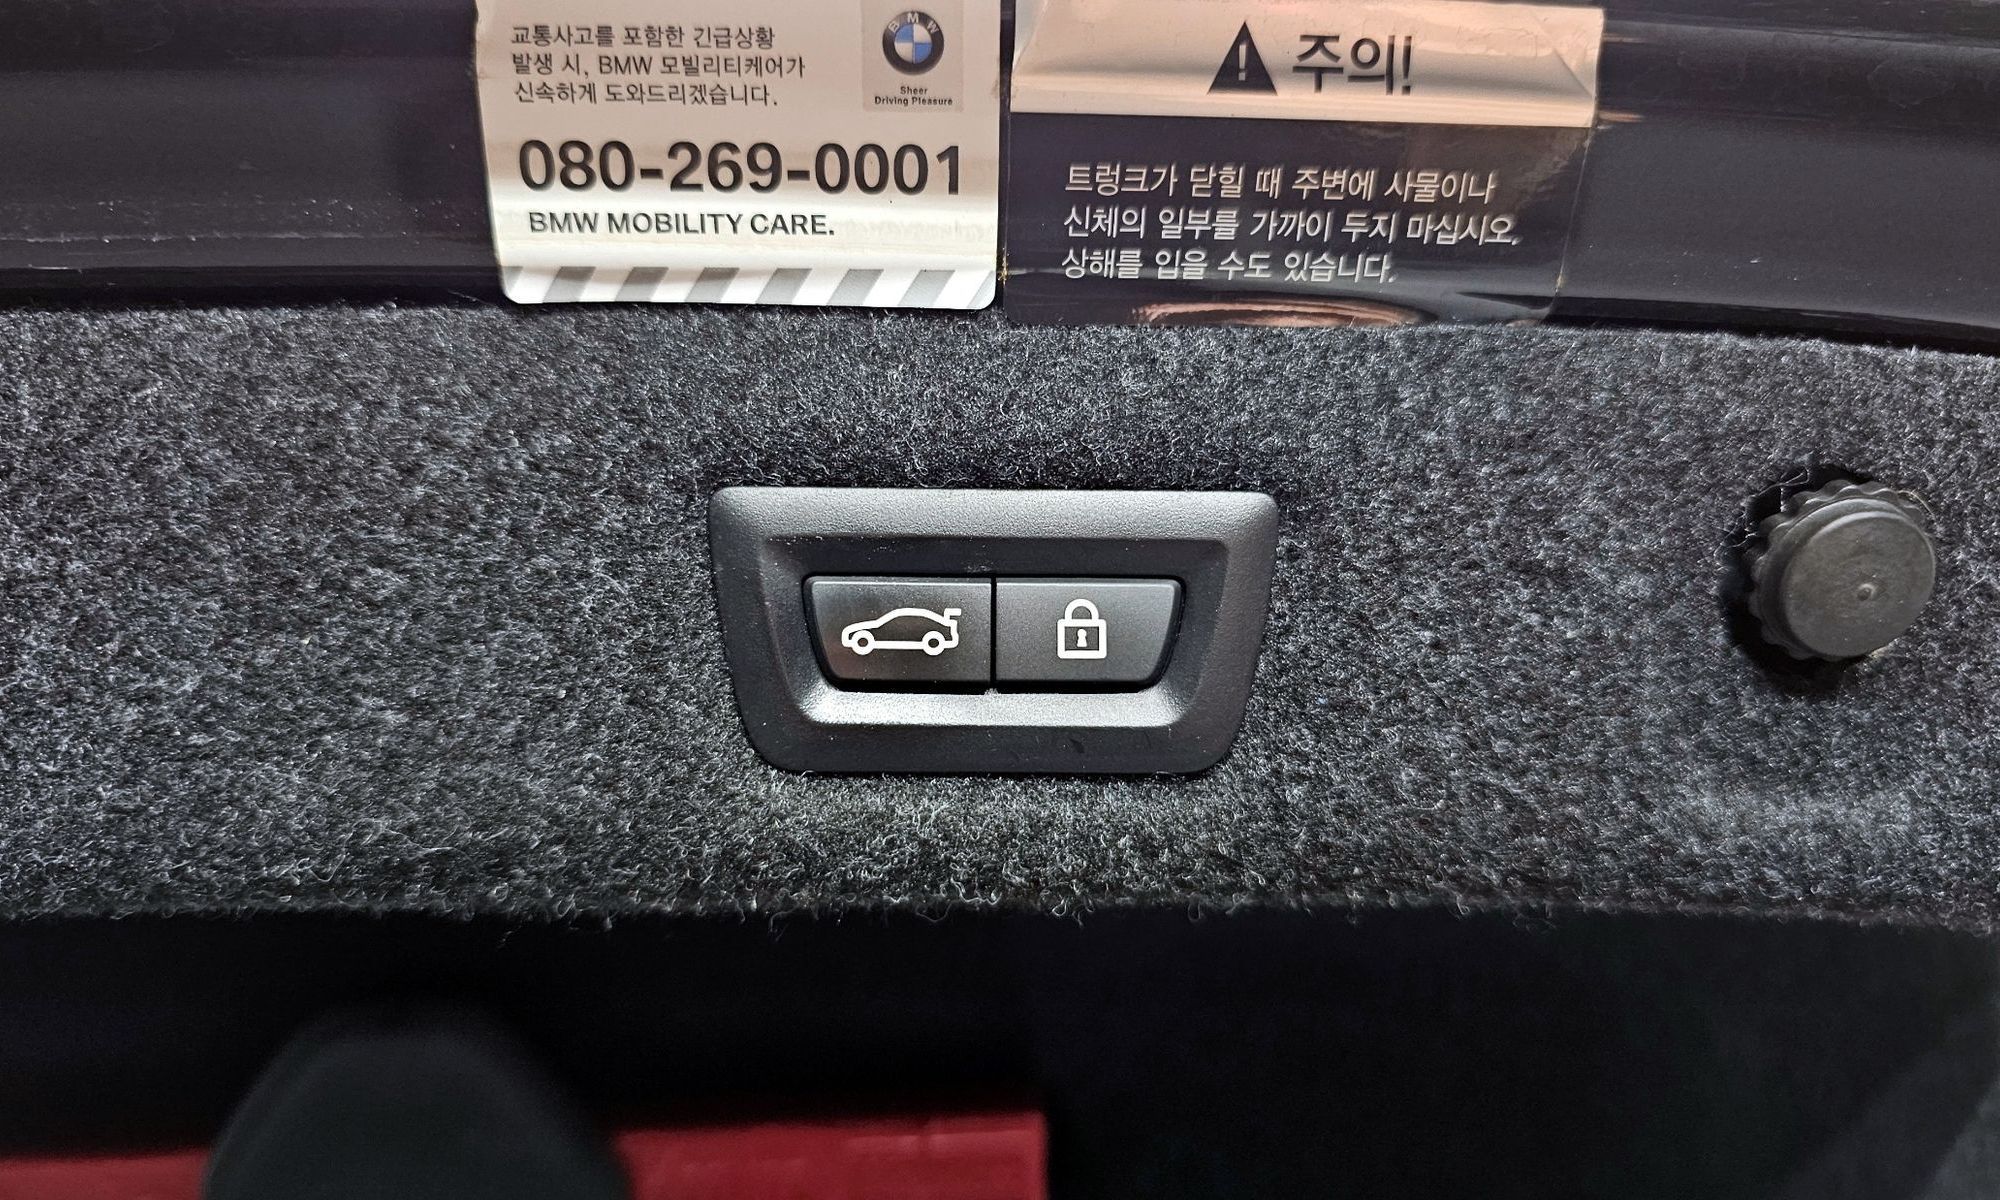 교통사고를 포함한 긴급상황
발생 시, BMW 모빌리티케어가
신속하게 도와드리겠습니다.
BMW
Sheer
Driving Pleasure
080-269-0001
BMW MOBILITY CARE.
주의!
트렁크가 닫힐 때 주변에 사물이나
신체의 일부를 가까이 두지 마십시오.
상해를 입을 수도 있습니다.